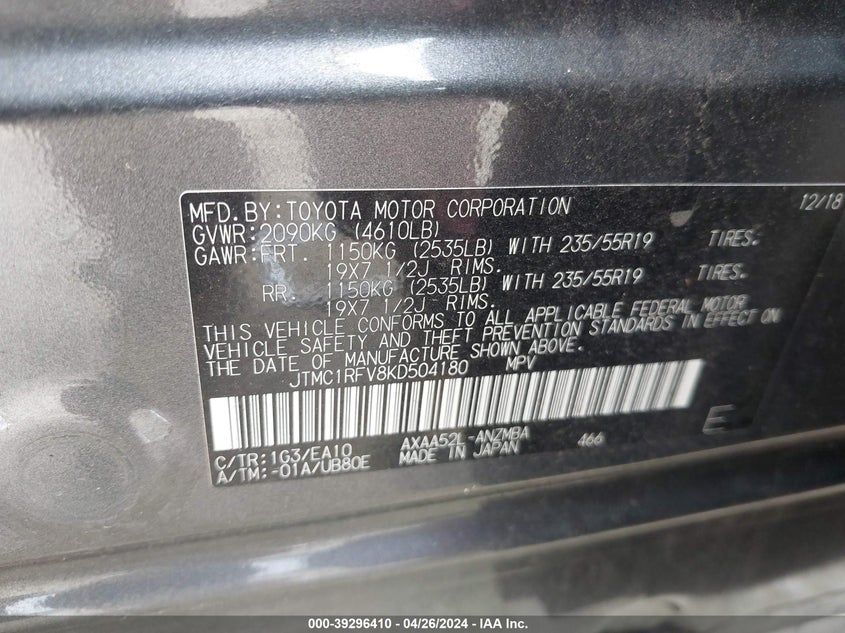 MFD. BY: TOYOTA MOTOR CORPORATION 12/18
GVWR: 2090KG (4610LB)
GAWR: FRT. 1150KG (2535LB) WITH 235/55R19 TIRES.
19X7 1/2J RIMS.
RR. 1150KG (2535LB) WITH 235/55R19 TIRES.
19X7 1/2J RIMS.
THIS VEHICLE CONFORMS TO ALL APPLICABLE FEDERAL MOTOR
VEHICLE SAFETY AND THEFT PREVENTION STANDARDS IN EFFECT ON
THE DATE OF MANUFACTURE SHOWN ABOVE.
JTMC1RFV8KD504180 MPV
C/TR: 1G3/EA10 AXAA52L-ANZMBA 466 E
A/TM: -01A/UB80E MADE IN JAPAN
000-39296410 - 04/26/2024 - IAA Inc.